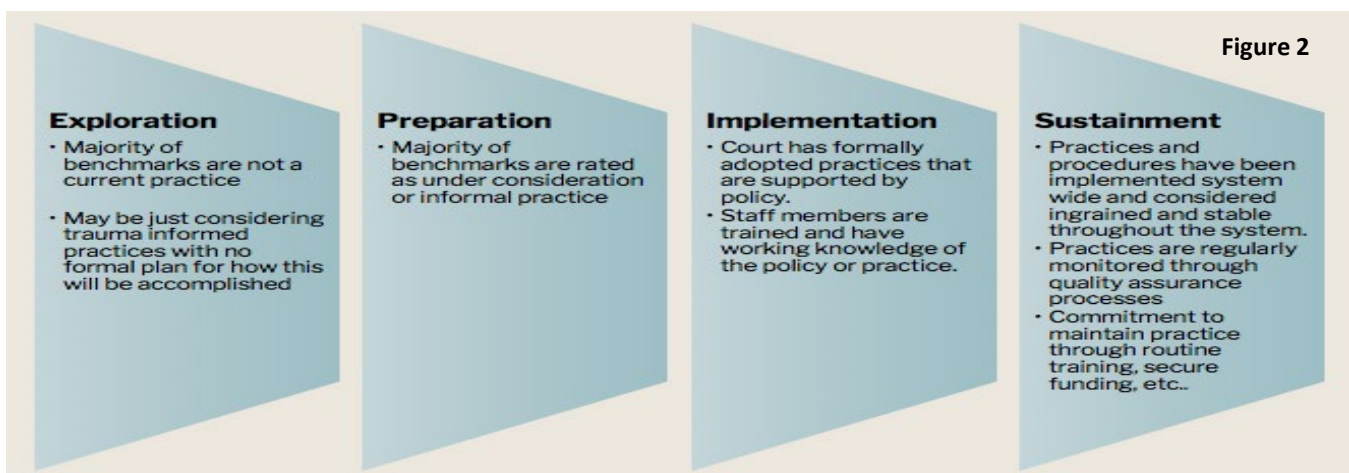 Figure 2
Exploration
• Majority of
benchmarks are not a
current practice
• May be just considering
trauma informed
practices with no
formal plan for how this
will be accomplished
Preparation
• Majority of
benchmarks are rated
as under consideration
or informal practice
Implementation
• Court has formally
adopted practices that
are supported by
policy.
• Staff members are
trained and have
working knowledge of
the policy or practice.
Sustainment
• Practices and
procedures have been
implemented system
wide and considered
ingrained and stable
throughout the system.
• Practices are regularly
monitored through
quality assurance
processes
• Commitment to
maintain practice
through routine
training, secure
funding, etc..